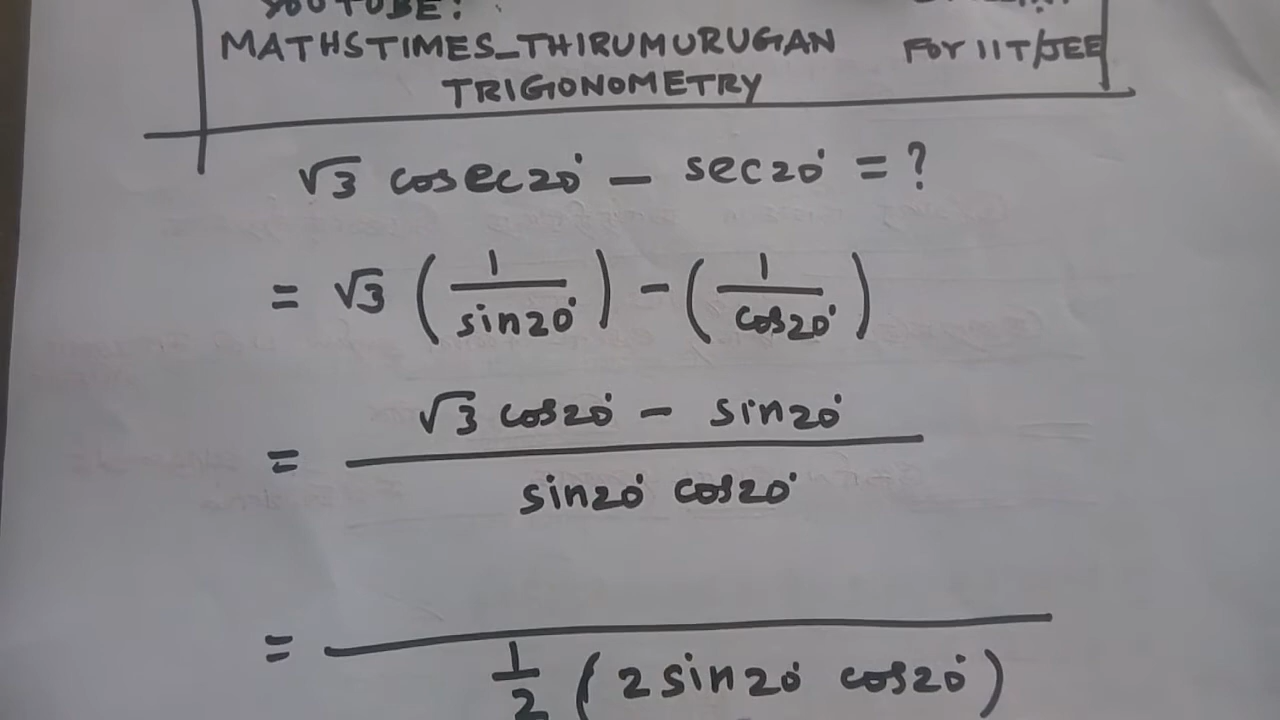 YOUTUBE:
MATHSTIMES_THIRUMURUGAN FOR IIT/JEE
TRIGONOMETRY
√3 cosec20° - sec20° = ?
= √3 (1/sin20°) - (1/cos20°)
= (√3 cos20° - sin20°)/(sin20° cos20°)
= /(1/2 (2sin20° cos20°))